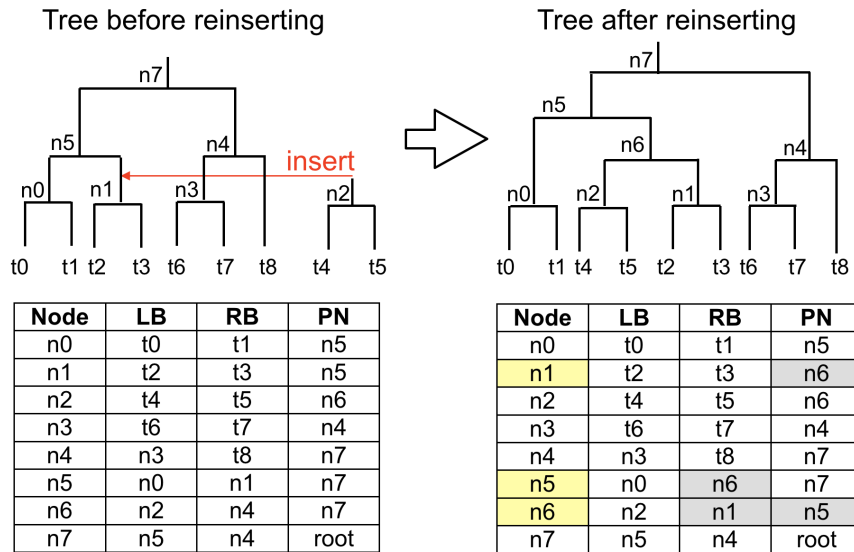 Tree before reinserting
n7
n5
n4
insert
n0
n1
n3
n2
t0 t1 t2 t3 t6 t7 t8 t4 t5
Node LB RB PN
n0 t0 t1 n5
n1 t2 t3 n5
n2 t4 t5 n6
n3 t6 t7 n4
n4 n3 t8 n7
n5 n0 n1 n7
n6 n2 n4 n7
n7 n5 n4 root
Tree after reinserting
n7
n5
n6
n4
n0
n2
n1
n3
t0 t1 t4 t5 t2 t3 t6 t7 t8
Node LB RB PN
n0 t0 t1 n5
n1 t2 t3 n6
n2 t4 t5 n6
n3 t6 t7 n4
n4 n3 t8 n7
n5 n0 n6 n7
n6 n2 n1 n5
n7 n5 n4 root